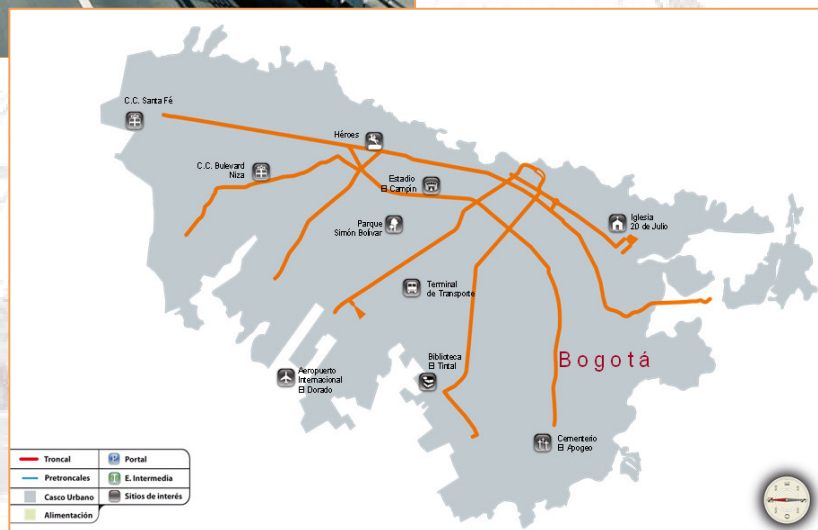 C.C. Santa Fé
Héroes
C.C. Bulevard
Niza
Estadio
El Campín
Parque
Simón Bolívar
Iglesia
20 de Julio
Terminal
de Transporte
Aeropuerto
Internacional
El Dorado
Biblioteca
El Tintal
Bogotá
Cementerio
El Apogeo
Troncal
Portal
Pretroncales
E. Intermedia
Casco Urbano
Sitios de interés
Alimentación